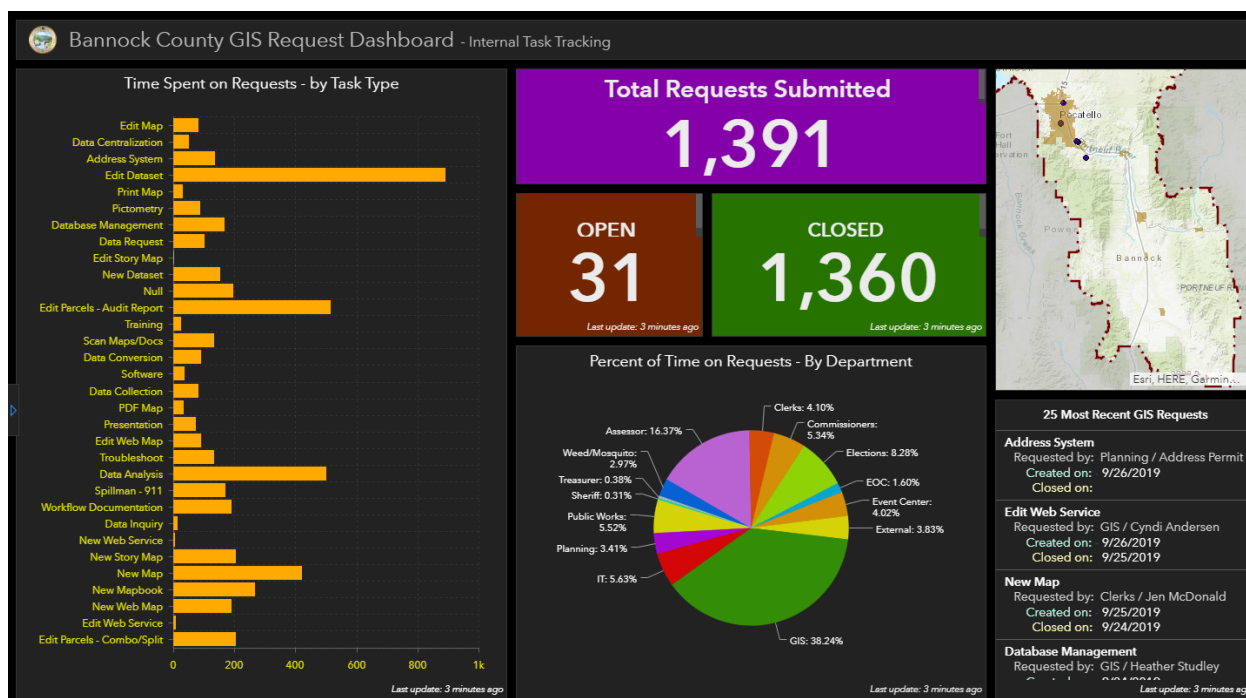 Bannock County GIS Request Dashboard - Internal Task Tracking
Time Spent on Requests - by Task Type
Edit Map
Data Centralization
Address System
Edit Dataset
Print Map
Pictometry
Database Management
Data Request
Edit Story Map
New Dataset
Null
Edit Parcels - Audit Report
Training
Scan Maps/Docs
Data Conversion
Software
Data Collection
PDF Map
Presentation
Edit Web Map
Troubleshoot
Data Analysis
Spillman - 911
Workflow Documentation
Data Inquiry
New Web Service
New Story Map
New Map
New Mapbook
New Web Map
Edit Web Service
Edit Parcels - Combo/Split
0 200 400 600 800 1k
Last update: 3 minutes ago
Total Requests Submitted
1,391
OPEN
31
Last update: 3 minutes ago
CLOSED
1,360
Last update: 3 minutes ago
Percent of Time on Requests - By Department
Clerks: 4.10%
Commissioners:
5.34%
Elections: 8.28%
EOC: 1.60%
Event Center:
4.02%
External: 3.83%
GIS: 38.24%
IT: 5.63%
Planning: 3.41%
Public Works:
5.52%
Sheriff: 0.31%
Treasurer: 0.38%
Weed/Mosquito:
2.97%
Assessor: 16.37%
Last update: 3 minutes ago
15
Pocatello
Fort
Hall
Bannock Creek
Power
Bannock
PORTNEUF
Esri, HERE, Garmin...
25 Most Recent GIS Requests
Address System
Requested by: Planning / Address Permit
Created on: 9/26/2019
Closed on:
Edit Web Service
Requested by: GIS / Cyndi Andersen
Created on: 9/26/2019
Closed on: 9/25/2019
New Map
Requested by: Clerks / Jen McDonald
Created on: 9/25/2019
Closed on: 9/24/2019
Database Management
Requested by: GIS / Heather Studley
Last update: 3 minutes ago